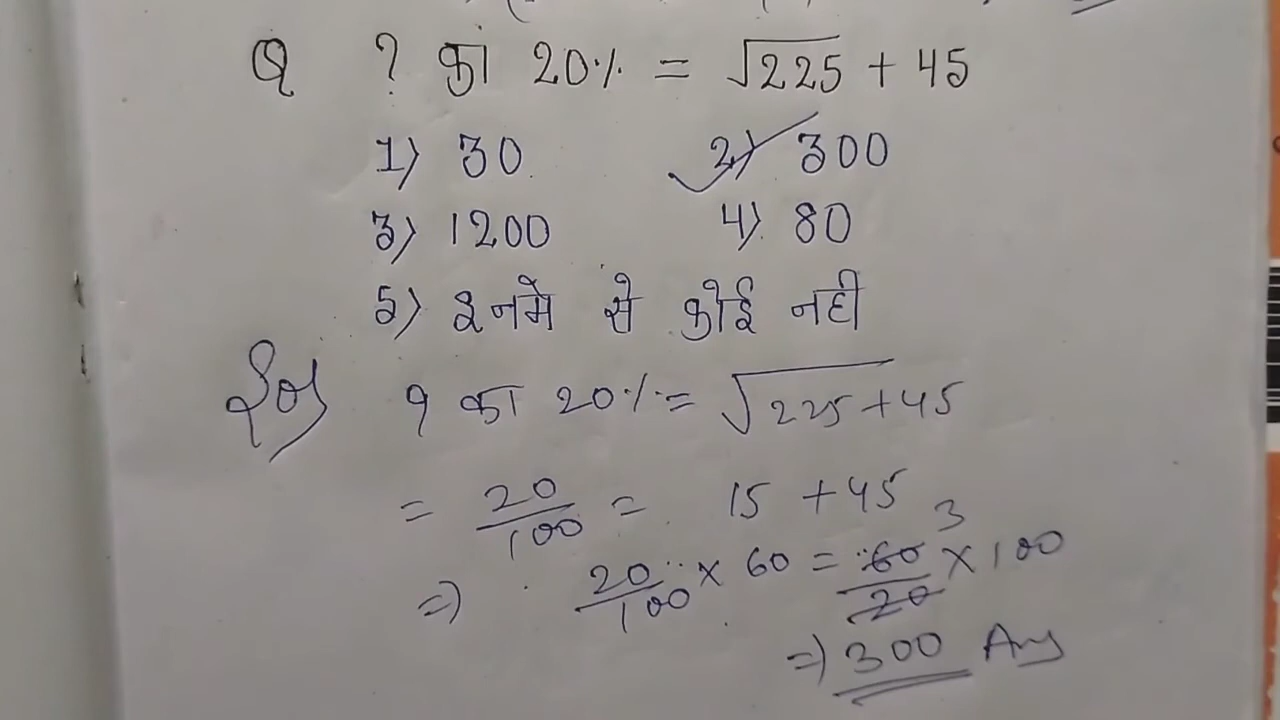 Q ? का 20% = √225 + 45
1) 30 2) 300
3) 1200 4) 80
5) इनमे से कोई नही
Sol ? का 20% = √225 + 45
= 20/100 = 15 + 45
=> 20/100 × 60 = 60/20 3 × 100
=> 300 Ans